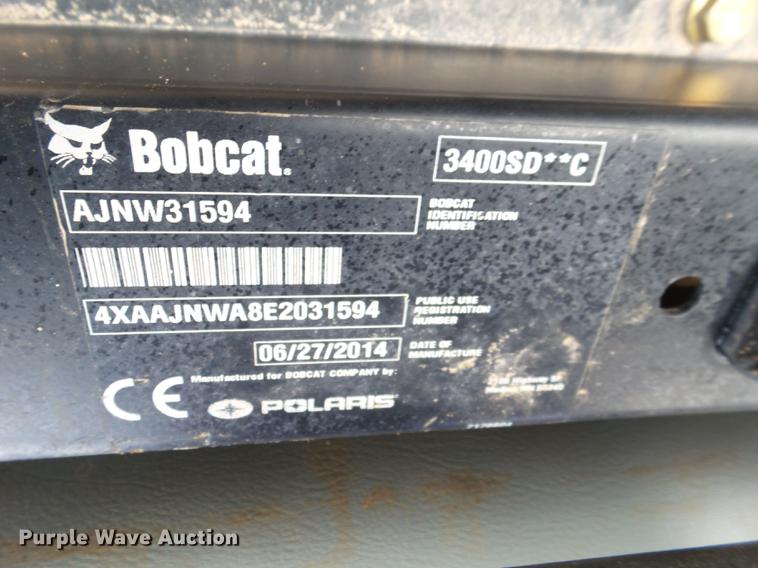 Bobcat.
3400SD**C
AJNW31594
BOBCAT
IDENTIFICATION
NUMBER
4XAAJNWA8E2031594
PUBLIC USE
REGISTRATION
NUMBER
06/27/2014
DATE OF
MANUFACTURE
Manufactured for BOBCAT COMPANY by:
CE
POLARIS
Highway
Purple Wave Auction